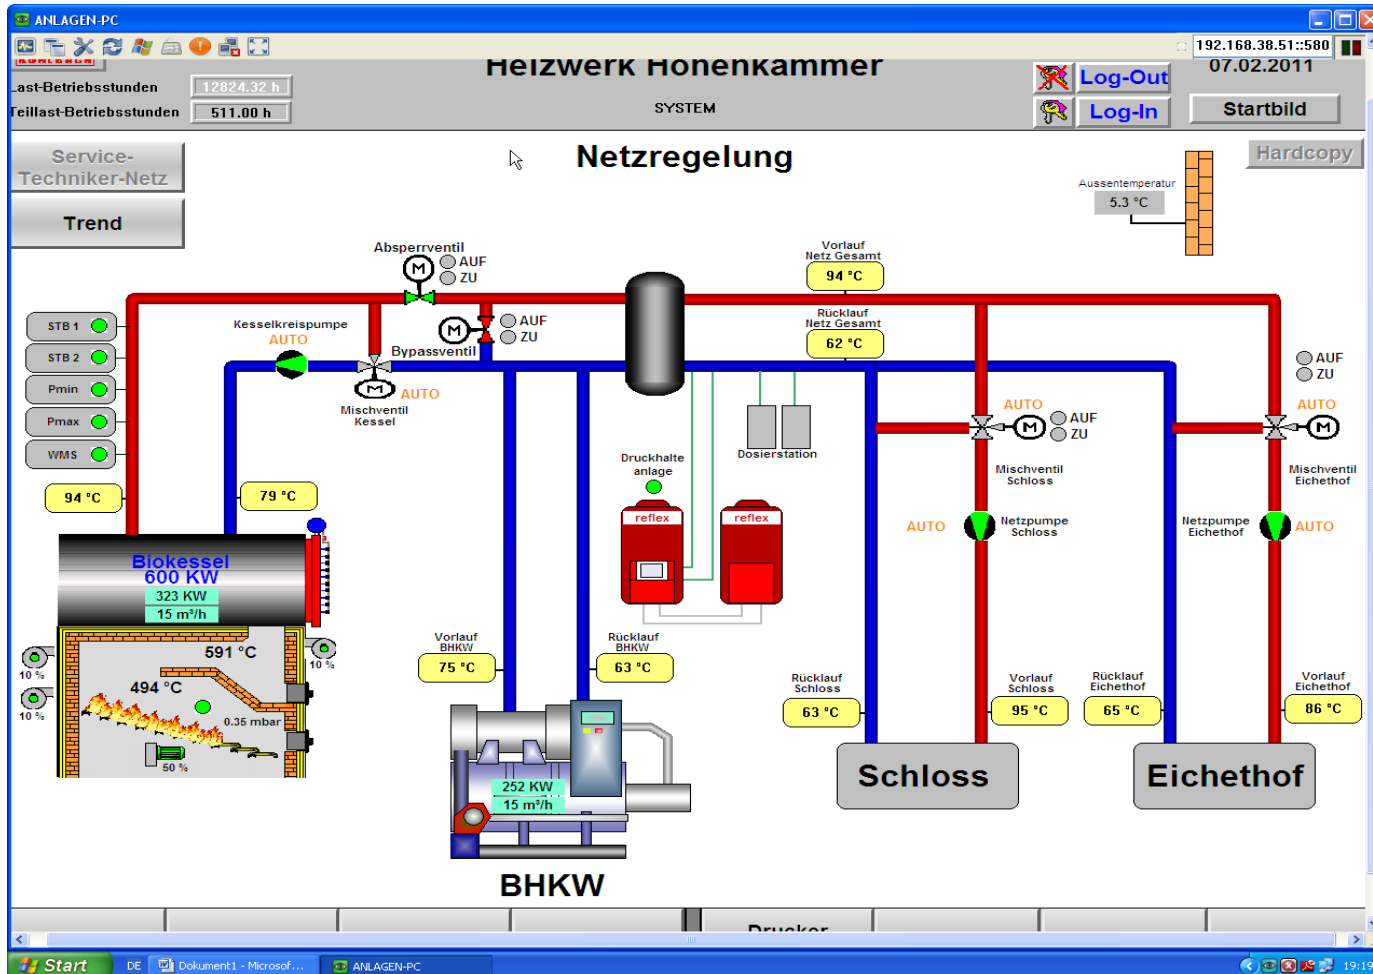 ANLAGEN-PC
192.168.38.51::580
Heizwerk Hohenkammer
07.02.2011
Last-Betriebsstunden
12824.32 h
Log-Out
Teillast-Betriebsstunden
511.00 h
SYSTEM
Log-In
Startbild
Service-
Techniker-Netz
Netzregelung
Hardcopy
Trend
Aussentemperatur
5.3 °C
Absperrventil
AUF
ZU
Vorlauf
Netz Gesamt
94 °C
Rücklauf
Netz Gesamt
62 °C
STB 1
STB 2
Pmin
Pmax
WMS
Kesselkreispumpe
AUTO
M
M
AUF
ZU
Bypassventil
M
AUTO
Mischventil
Kessel
AUF
ZU
AUTO
M
AUF
ZU
AUTO
M
Druckhalte
anlage
Dosierstation
Mischventil
Schloss
Mischventil
Eichethof
94 °C
79 °C
reflex
reflex
AUTO
Netzpumpe
Schloss
Netzpumpe
Eichethof
AUTO
Biokessel
600 KW
323 KW
15 m³/h
591 °C
10 %
10 %
494 °C
10 %
0.35 mbar
50 %
Vorlauf
BHKW
75 °C
Rücklauf
BHKW
63 °C
Rücklauf
Schloss
63 °C
Vorlauf
Schloss
95 °C
Rücklauf
Eichethof
65 °C
Vorlauf
Eichethof
86 °C
252 KW
15 m³/h
Schloss
Eichethof
BHKW
Drucker
Start
DE
Dokument1 - Microsof...
ANLAGEN-PC
19:19